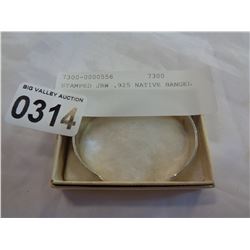 7300-0000556 7300
STAMPED JRW .925 NATIVE BANGEL
BIG VALLEY AUCTION
0314